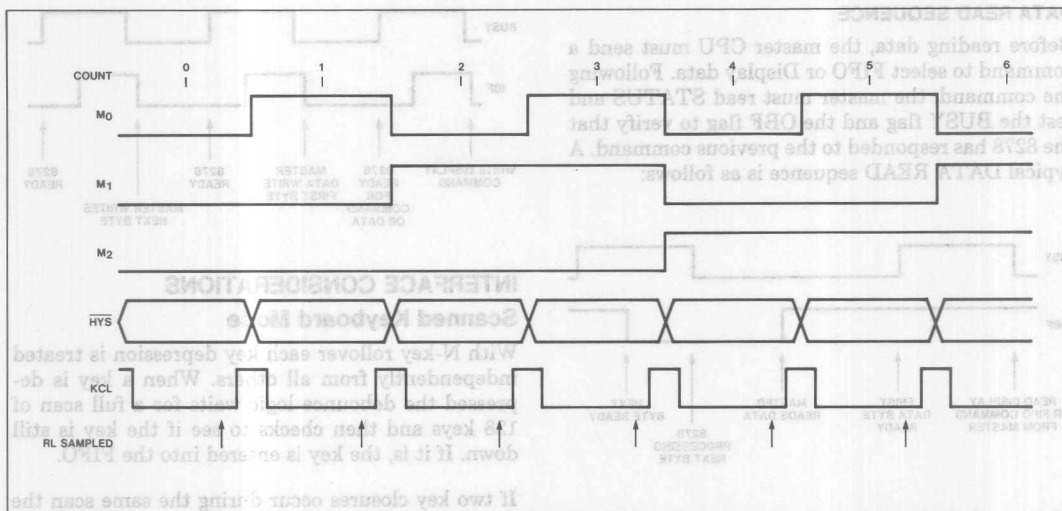 COUNT 0 1 2 3 4 5 6
M0
M1
M2
HYS
KCL
RL SAMPLED
DATA READ SEQUENCE
Before reading data, the master CPU must send a
command to select FIFO or Display data. Following
the command, the master must read STATUS and
test the BUSY flag and the OBF flag to verify that
the 8278 has responded to the previous command. A
typical DATA READ sequence is as follows:
BUSY
IBF
WRITE DISPLAY
COMMAND
8278
READY
FOR
COMMAND
OR DATA
MASTER
DATA WRITE
FIRST BYTE
8278
READY
MASTER WRITES
NEXT BYTE
8278
READY
READ DISPLAY
OR FIFO COMMAND
FROM MASTER
FIRST
DATA BYTE
READY
MASTER
READS DATA
8278
PROCESSING
NEXT BYTE
NEXT
BYTE READY
INTERFACE CONSIDERATIONS
Scanned Keyboard Mode
With N-key rollover each key depression is treated
independently from all others. When a key is de-
pressed the debounce logic waits for a full scan of
128 keys and then checks to see if the key is still
down. If it is, the key is entered into the FIFO.
If two key closures occur during the same scan the